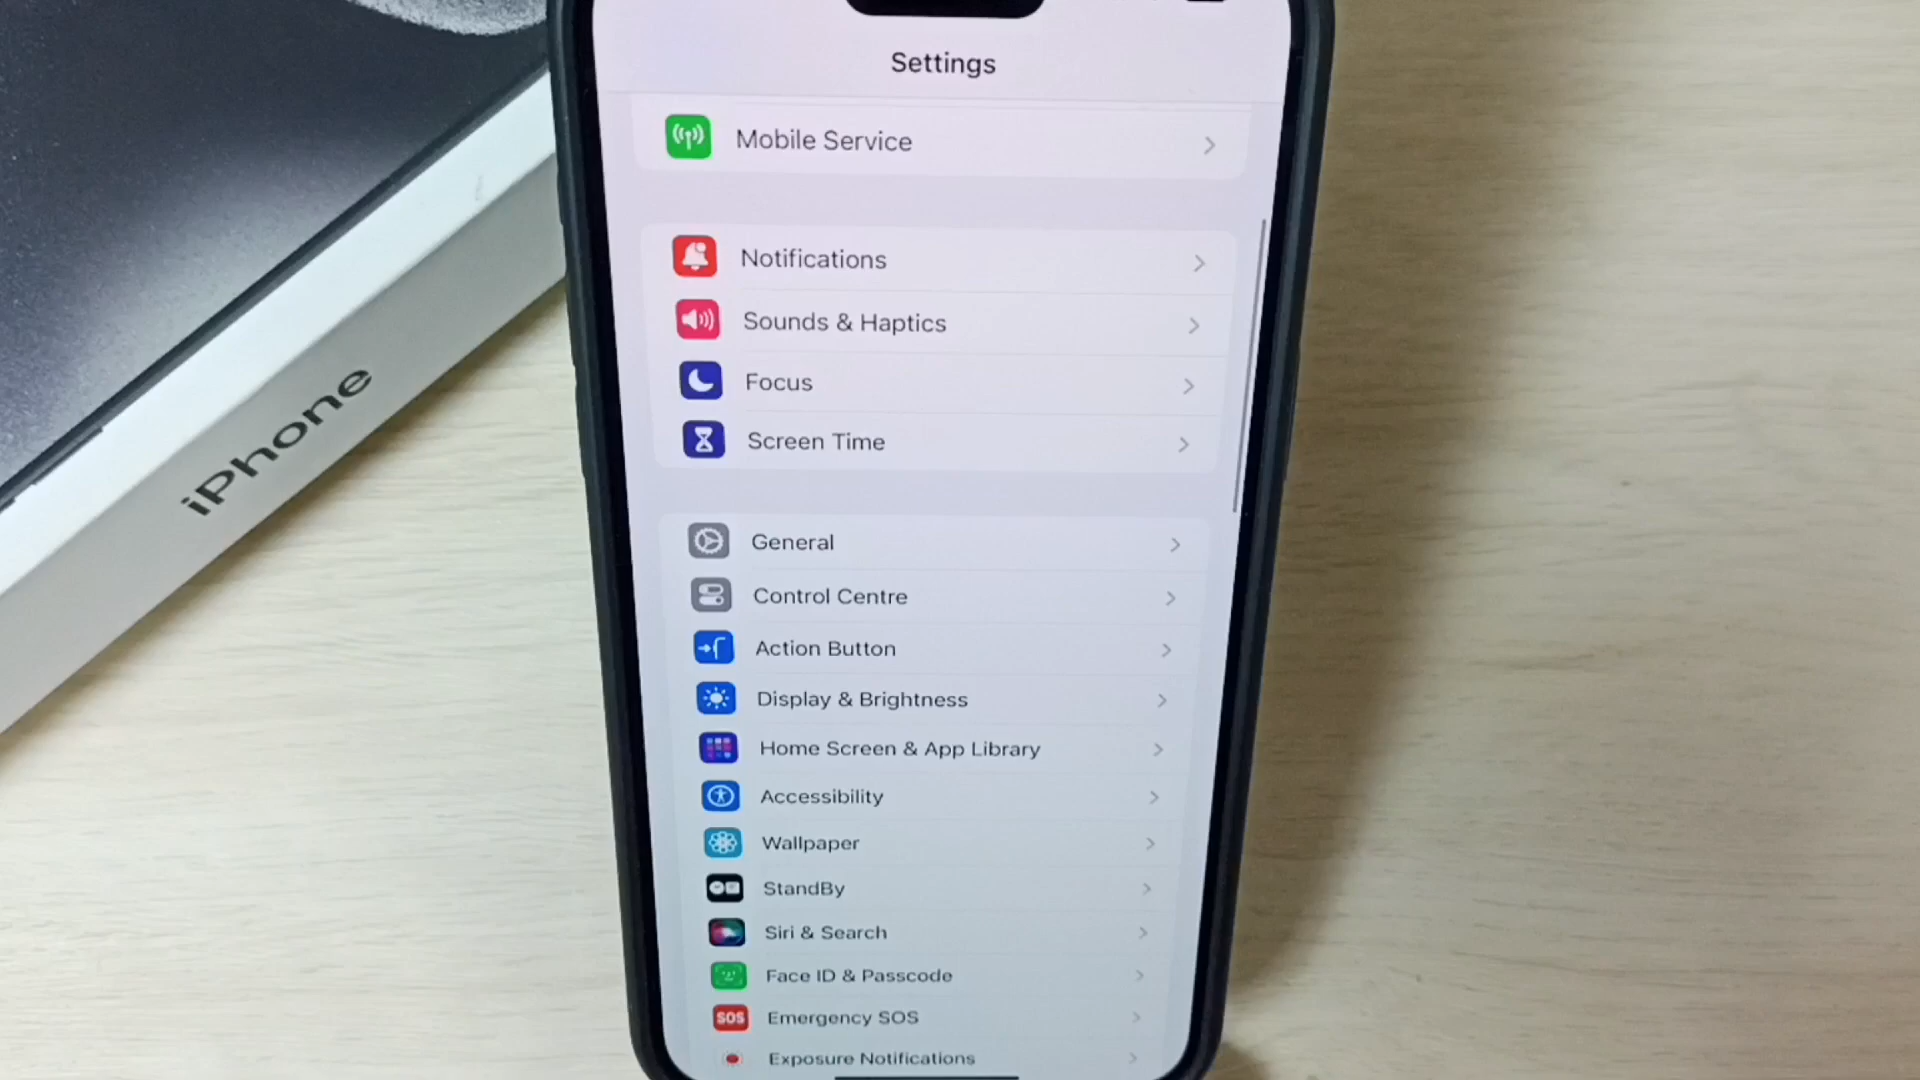 Settings
Mobile Service
Notifications
Sounds & Haptics
Focus
Screen Time
General
Control Centre
Action Button
Display & Brightness
Home Screen & App Library
Accessibility
Wallpaper
StandBy
Siri & Search
Face ID & Passcode
SOS Emergency SOS
Exposure Notifications
iPhone